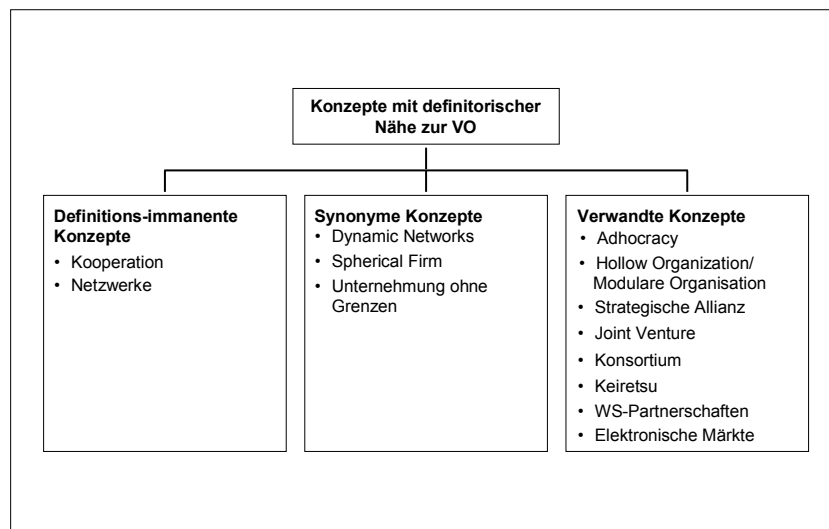 Konzepte mit definitorischer
Nähe zur VO
Definitions-immanente
Konzepte
• Kooperation
• Netzwerke
Synonyme Konzepte
• Dynamic Networks
• Spherical Firm
• Unternehmung ohne
Grenzen
Verwandte Konzepte
• Adhocracy
• Hollow Organization/
Modulare Organisation
• Strategische Allianz
• Joint Venture
• Konsortium
• Keiretsu
• WS-Partnerschaften
• Elektronische Märkte